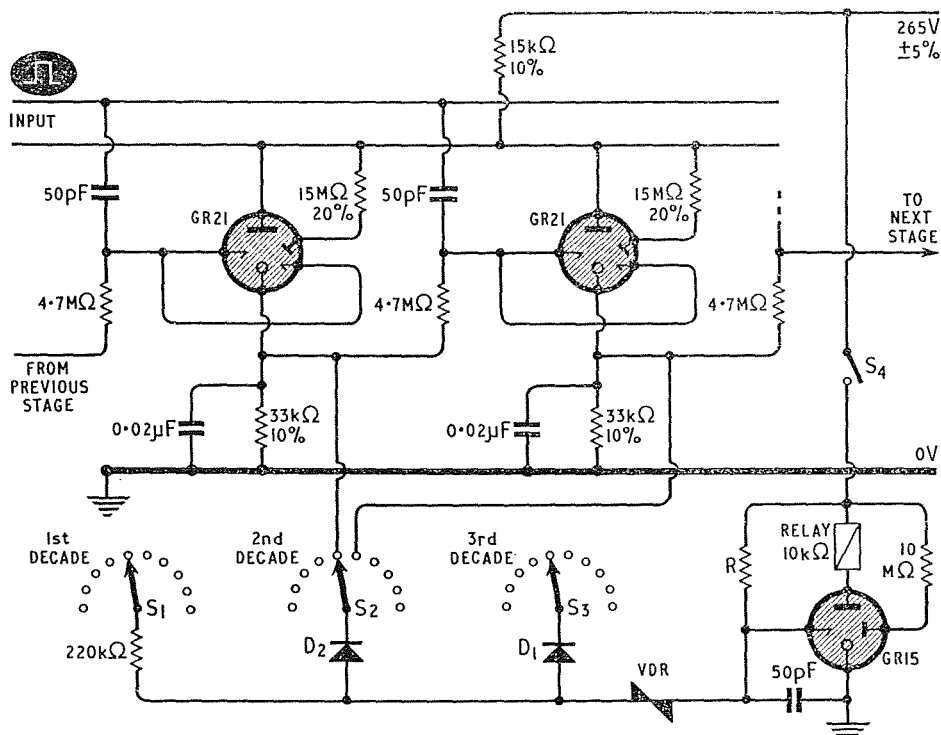 265V
±5%
15kΩ
10%
INPUT
50pF
15MΩ
20%
GR21
50pF
15MΩ
20%
GR21
TO
NEXT
STAGE
4·7MΩ
4·7MΩ
4·7MΩ
FROM
PREVIOUS
STAGE
S4
0·02µF
33kΩ
10%
0·02µF
33kΩ
10%
0V
1st
DECADE
2nd
DECADE
3rd
DECADE
RELAY
10kΩ
R
10
MΩ
S1
S2
S3
220kΩ
D2
D1
VDR
50pF
GR15